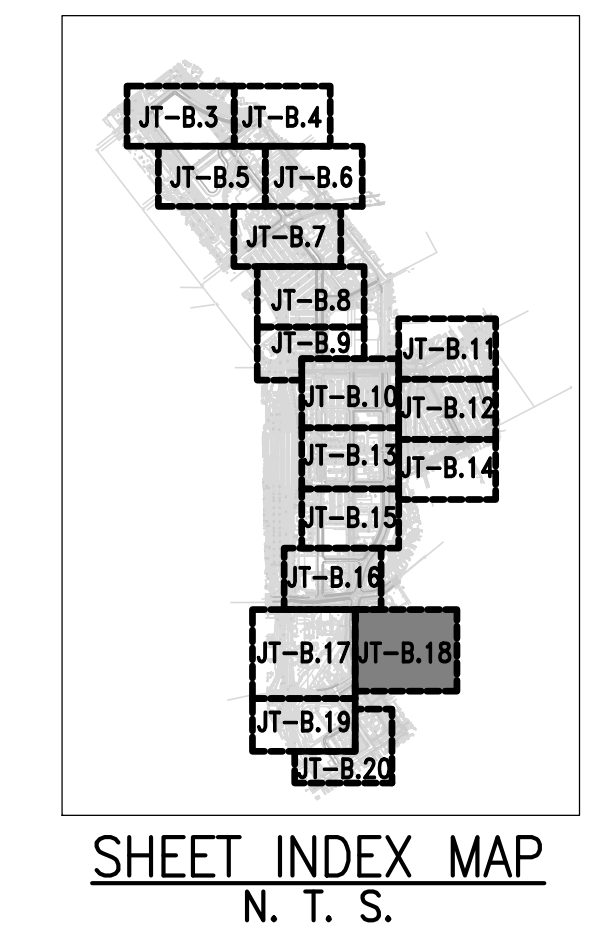 JT-B.3 JT-B.4
JT-B.5 JT-B.6
JT-B.7
JT-B.8
JT-B.9
JT-B.11
JT-B.10
JT-B.12
JT-B.13
JT-B.14
JT-B.15
JT-B.16
JT-B.17 JT-B.18
JT-B.19
JT-B.20
SHEET INDEX MAP
N. T. S.